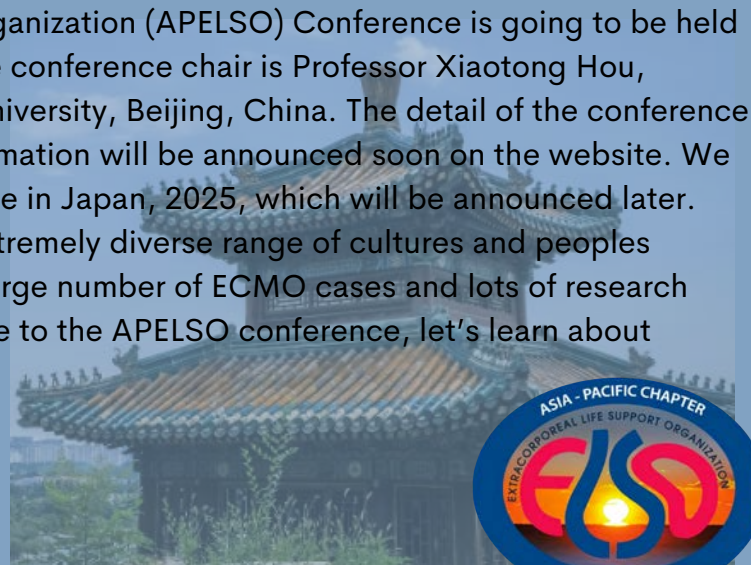 ganization (APELSO) Conference is going to be held
e conference chair is Professor Xiaotong Hou,
niversity, Beijing, China. The detail of the conference
mation will be announced soon on the website. We
e in Japan, 2025, which will be announced later.
tremely diverse range of cultures and peoples
rge number of ECMO cases and lots of research
e to the APELSO conference, let’s learn about
ASIA - PACIFIC CHAPTER
EXTRACORPOREAL LIFE SUPPORT ORGANIZATION
ELSO